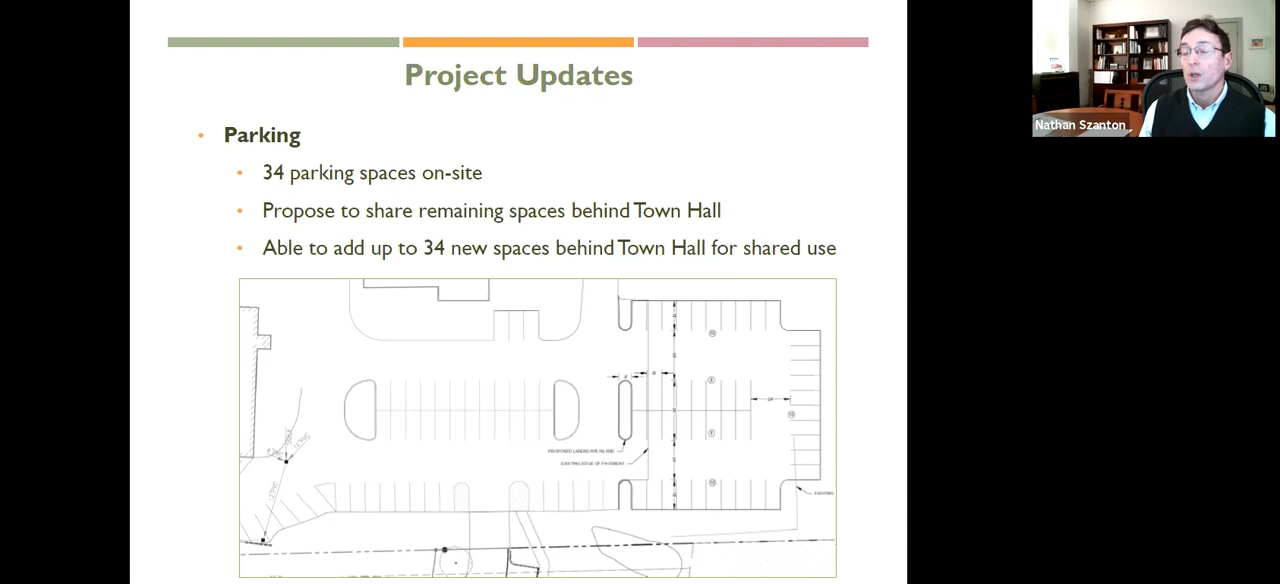 Project Updates
• Parking
• 34 parking spaces on-site
• Propose to share remaining spaces behind Town Hall
• Able to add up to 34 new spaces behind Town Hall for shared use
PROPOSED LANDSCAPE ISLAND
EXISTING EDGE OF PAVEMENT
EXISTING
Nathan Szanton